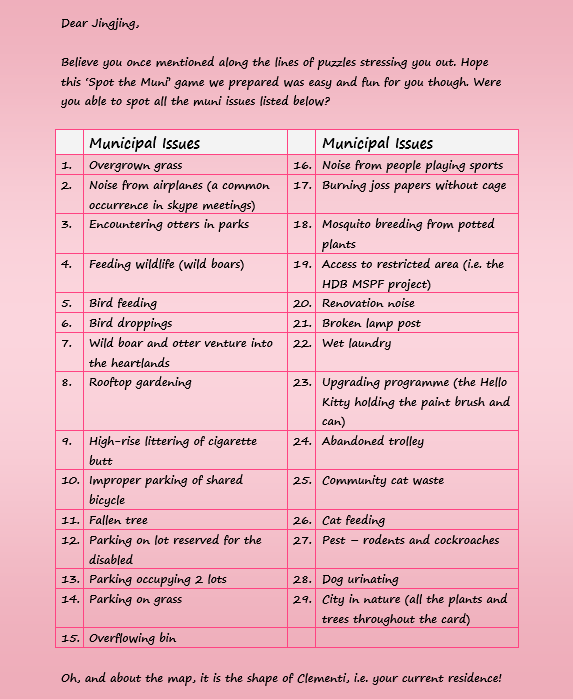 Dear Jingjing,
Believe you once mentioned along the lines of puzzles stressing you out. Hope
this ‘Spot the Muni’ game we prepared was easy and fun for you though. Were
you able to spot all the muni issues listed below?
Municipal Issues
1. Overgrown grass
2. Noise from airplanes (a common
occurrence in skype meetings)
3. Encountering otters in parks
4. Feeding wildlife (wild boars)
5. Bird feeding
6. Bird droppings
7. Wild boar and otter venture into
the heartlands
8. Rooftop gardening
9. High-rise littering of cigarette
butt
10. Improper parking of shared
bicycle
11. Fallen tree
12. Parking on lot reserved for the
disabled
13. Parking occupying 2 lots
14. Parking on grass
15. Overflowing bin
Municipal Issues
16. Noise from people playing sports
17. Burning joss papers without cage
18. Mosquito breeding from potted
plants
19. Access to restricted area (i.e. the
HDB MSPF project)
20. Renovation noise
21. Broken lamp post
22. Wet laundry
23. Upgrading programme (the Hello
Kitty holding the paint brush and
can)
24. Abandoned trolley
25. Community cat waste
26. Cat feeding
27. Pest – rodents and cockroaches
28. Dog urinating
29. City in nature (all the plants and
trees throughout the card)
Oh, and about the map, it is the shape of Clementi, i.e. your current residence!